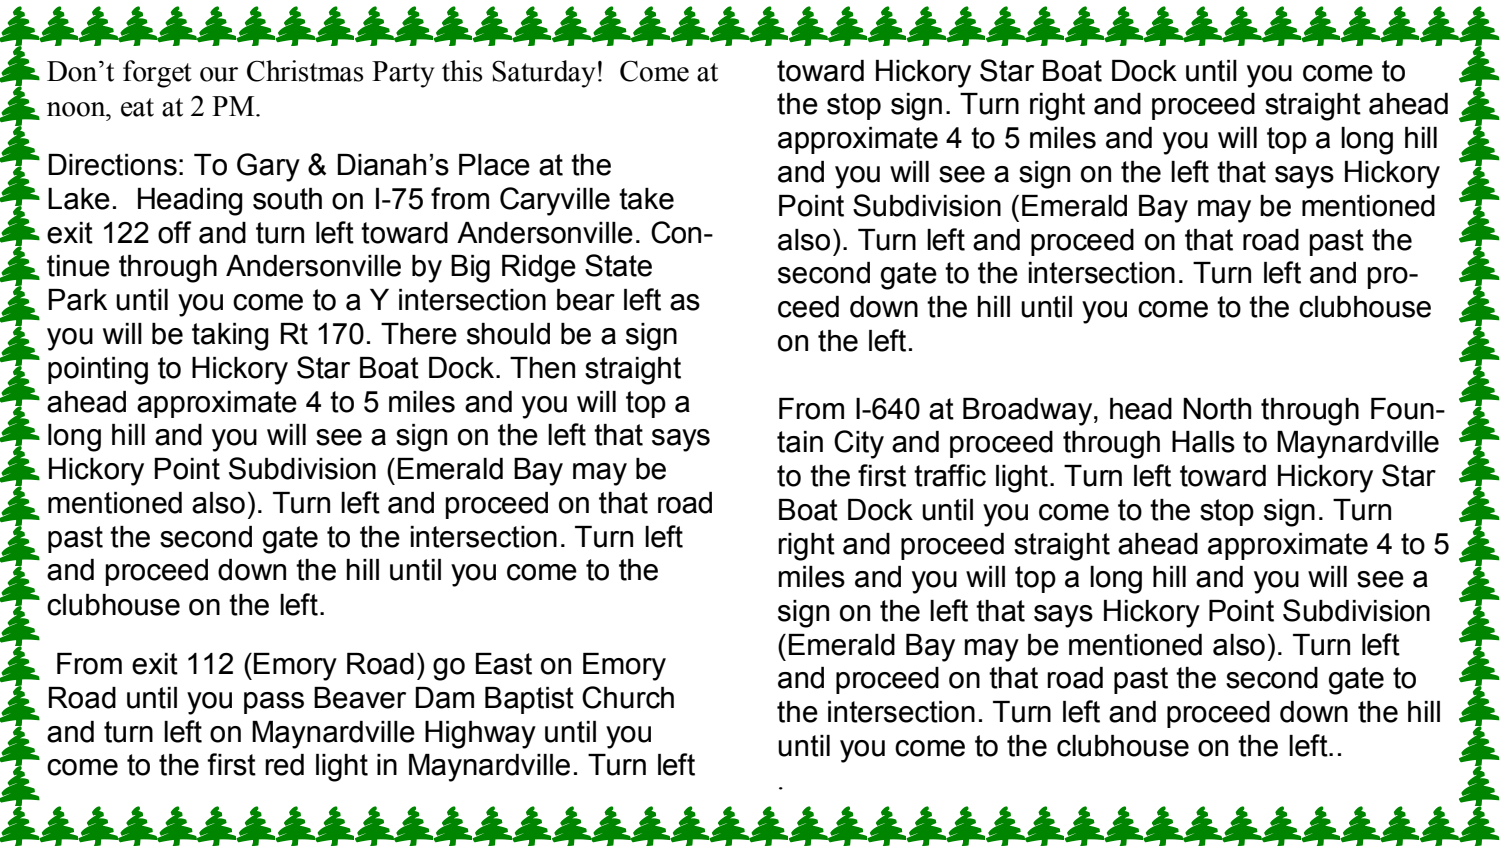 Don’t forget our Christmas Party this Saturday!  Come at
noon, eat at 2 PM.
Directions: To Gary & Dianah’s Place at the
Lake.  Heading south on I-75 from Caryville take
exit 122 off and turn left toward Andersonville. Con-
tinue through Andersonville by Big Ridge State
Park until you come to a Y intersection bear left as
you will be taking Rt 170. There should be a sign
pointing to Hickory Star Boat Dock. Then straight
ahead approximate 4 to 5 miles and you will top a
long hill and you will see a sign on the left that says
Hickory Point Subdivision (Emerald Bay may be
mentioned also). Turn left and proceed on that road
past the second gate to the intersection. Turn left
and proceed down the hill until you come to the
clubhouse on the left.
From exit 112 (Emory Road) go East on Emory
Road until you pass Beaver Dam Baptist Church
and turn left on Maynardville Highway until you
come to the first red light in Maynardville. Turn left
toward Hickory Star Boat Dock until you come to
the stop sign. Turn right and proceed straight ahead
approximate 4 to 5 miles and you will top a long hill
and you will see a sign on the left that says Hickory
Point Subdivision (Emerald Bay may be mentioned
also). Turn left and proceed on that road past the
second gate to the intersection. Turn left and pro-
ceed down the hill until you come to the clubhouse
on the left.
From I-640 at Broadway, head North through Foun-
tain City and proceed through Halls to Maynardville
to the first traffic light. Turn left toward Hickory Star
Boat Dock until you come to the stop sign. Turn
right and proceed straight ahead approximate 4 to 5
miles and you will top a long hill and you will see a
sign on the left that says Hickory Point Subdivision
(Emerald Bay may be mentioned also). Turn left
and proceed on that road past the second gate to
the intersection. Turn left and proceed down the hill
until you come to the clubhouse on the left..
.